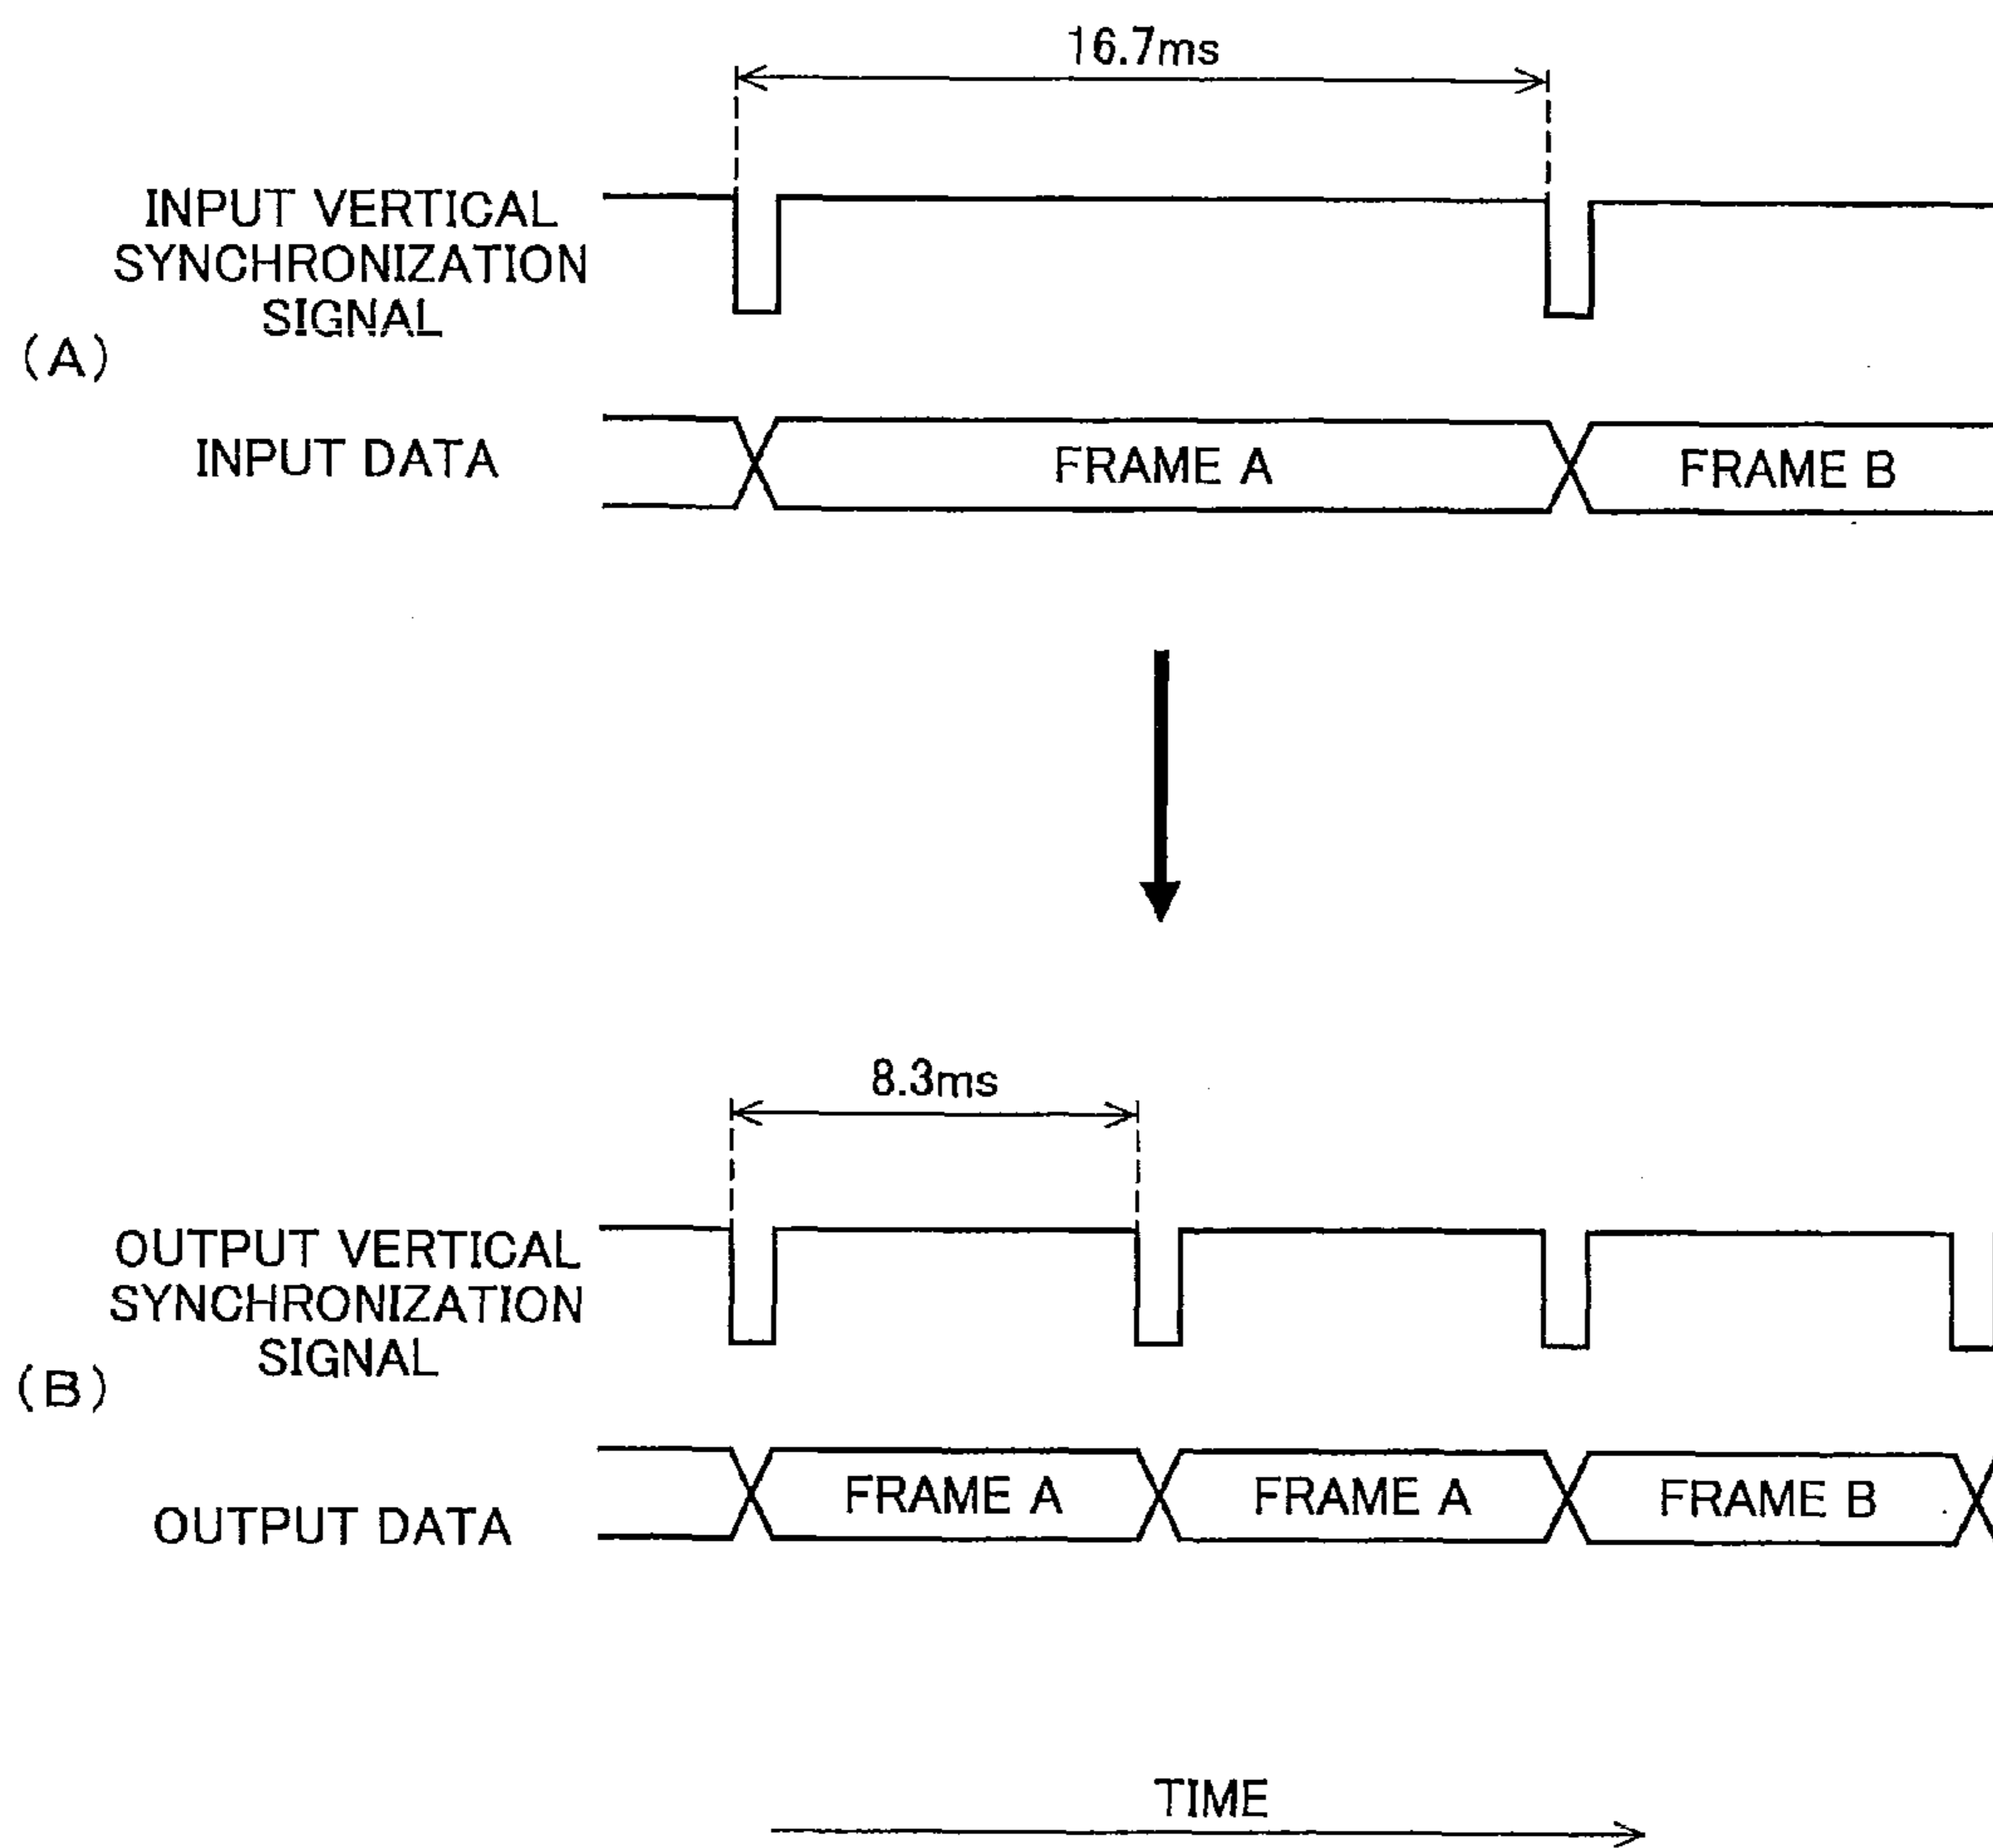 16.7ms
INPUT VERTICAL
SYNCHRONIZATION
SIGNAL
(A)
INPUT DATA
FRAME A
FRAME B
8.3ms
OUTPUT VERTICAL
SYNCHRONIZATION
SIGNAL
(B)
OUTPUT DATA
FRAME A
FRAME A
FRAME B
TIME